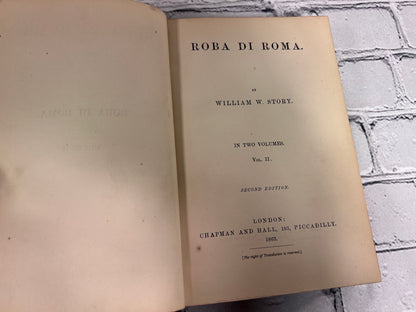 ROBA DI ROMA.
BY
WILLIAM W. STORY.
IN TWO VOLUMES.
VOL. II.
SECOND EDITION.
LONDON:
CHAPMAN AND HALL, 193, PICCADILLY.
1863.
[The right of Translation is reserved.]